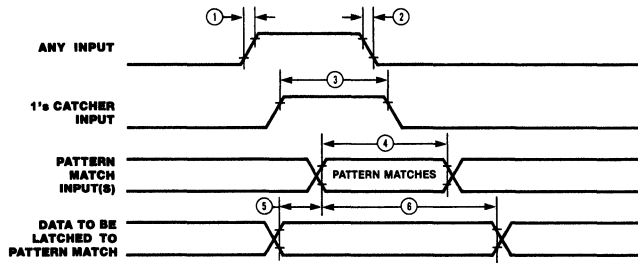 ① ②
ANY INPUT
③
1's CATCHER
INPUT
④
PATTERN
MATCH
INPUT(S)
PATTERN MATCHES
⑤ ⑥
DATA TO BE
LATCHED TO
PATTERN MATCH